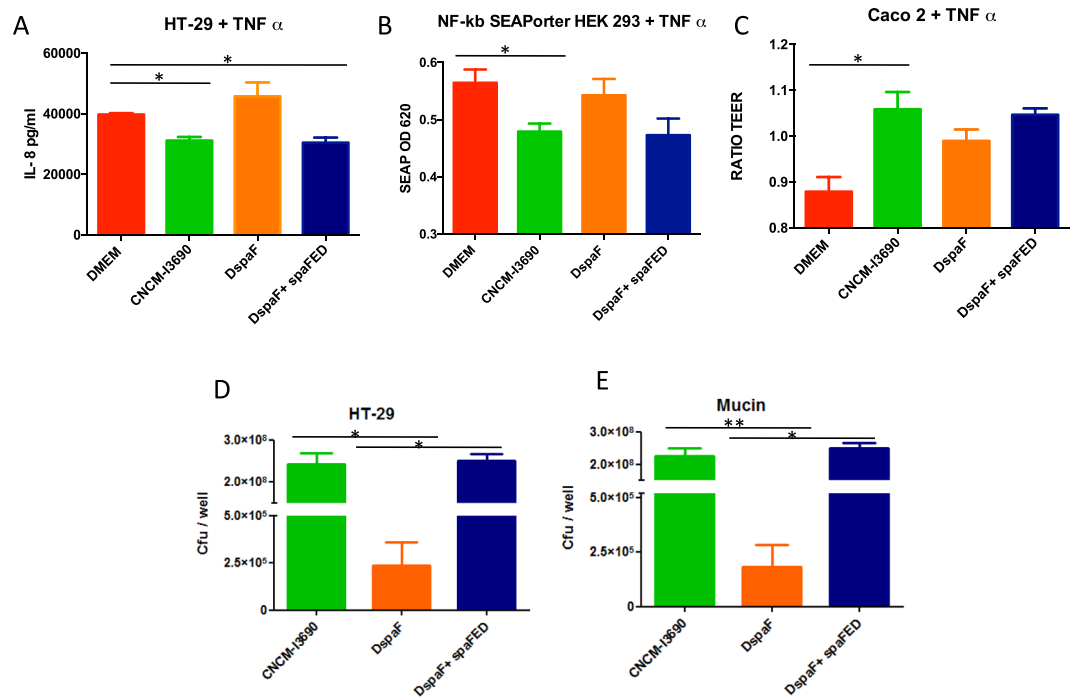 A
HT-29 + TNF α
IL- 8 pg/ml
60000
40000
20000
0
*
*
DMEM
CNCM-I3690
DspaF
DspaF+ spaFED
B
NF-kb SEAPorter HEK 293 + TNF α
SEAP OD 620
0.6
0.5
0.4
0.3
*
DMEM
CNCM-I3690
DspaF
DspaF+ spaFED
C
Caco 2 + TNF α
RATIO TEER
1.2
1.1
1.0
0.9
0.8
*
DMEM
CNCM-I3690
DspaF
DspaF+ spaFED
D
HT-29
Cfu / well
3.0×10⁸
2.0×10⁸
5.0×10⁵
2.5×10⁵
0
*
*
CNCM-I3690
DspaF
DspaF+ spaFED
E
Mucin
Cfu / well
3.0×10⁸
2.0×10⁸
5.0×10⁵
2.5×10⁵
0
**
*
CNCM-I3690
DspaF
DspaF+ spaFED